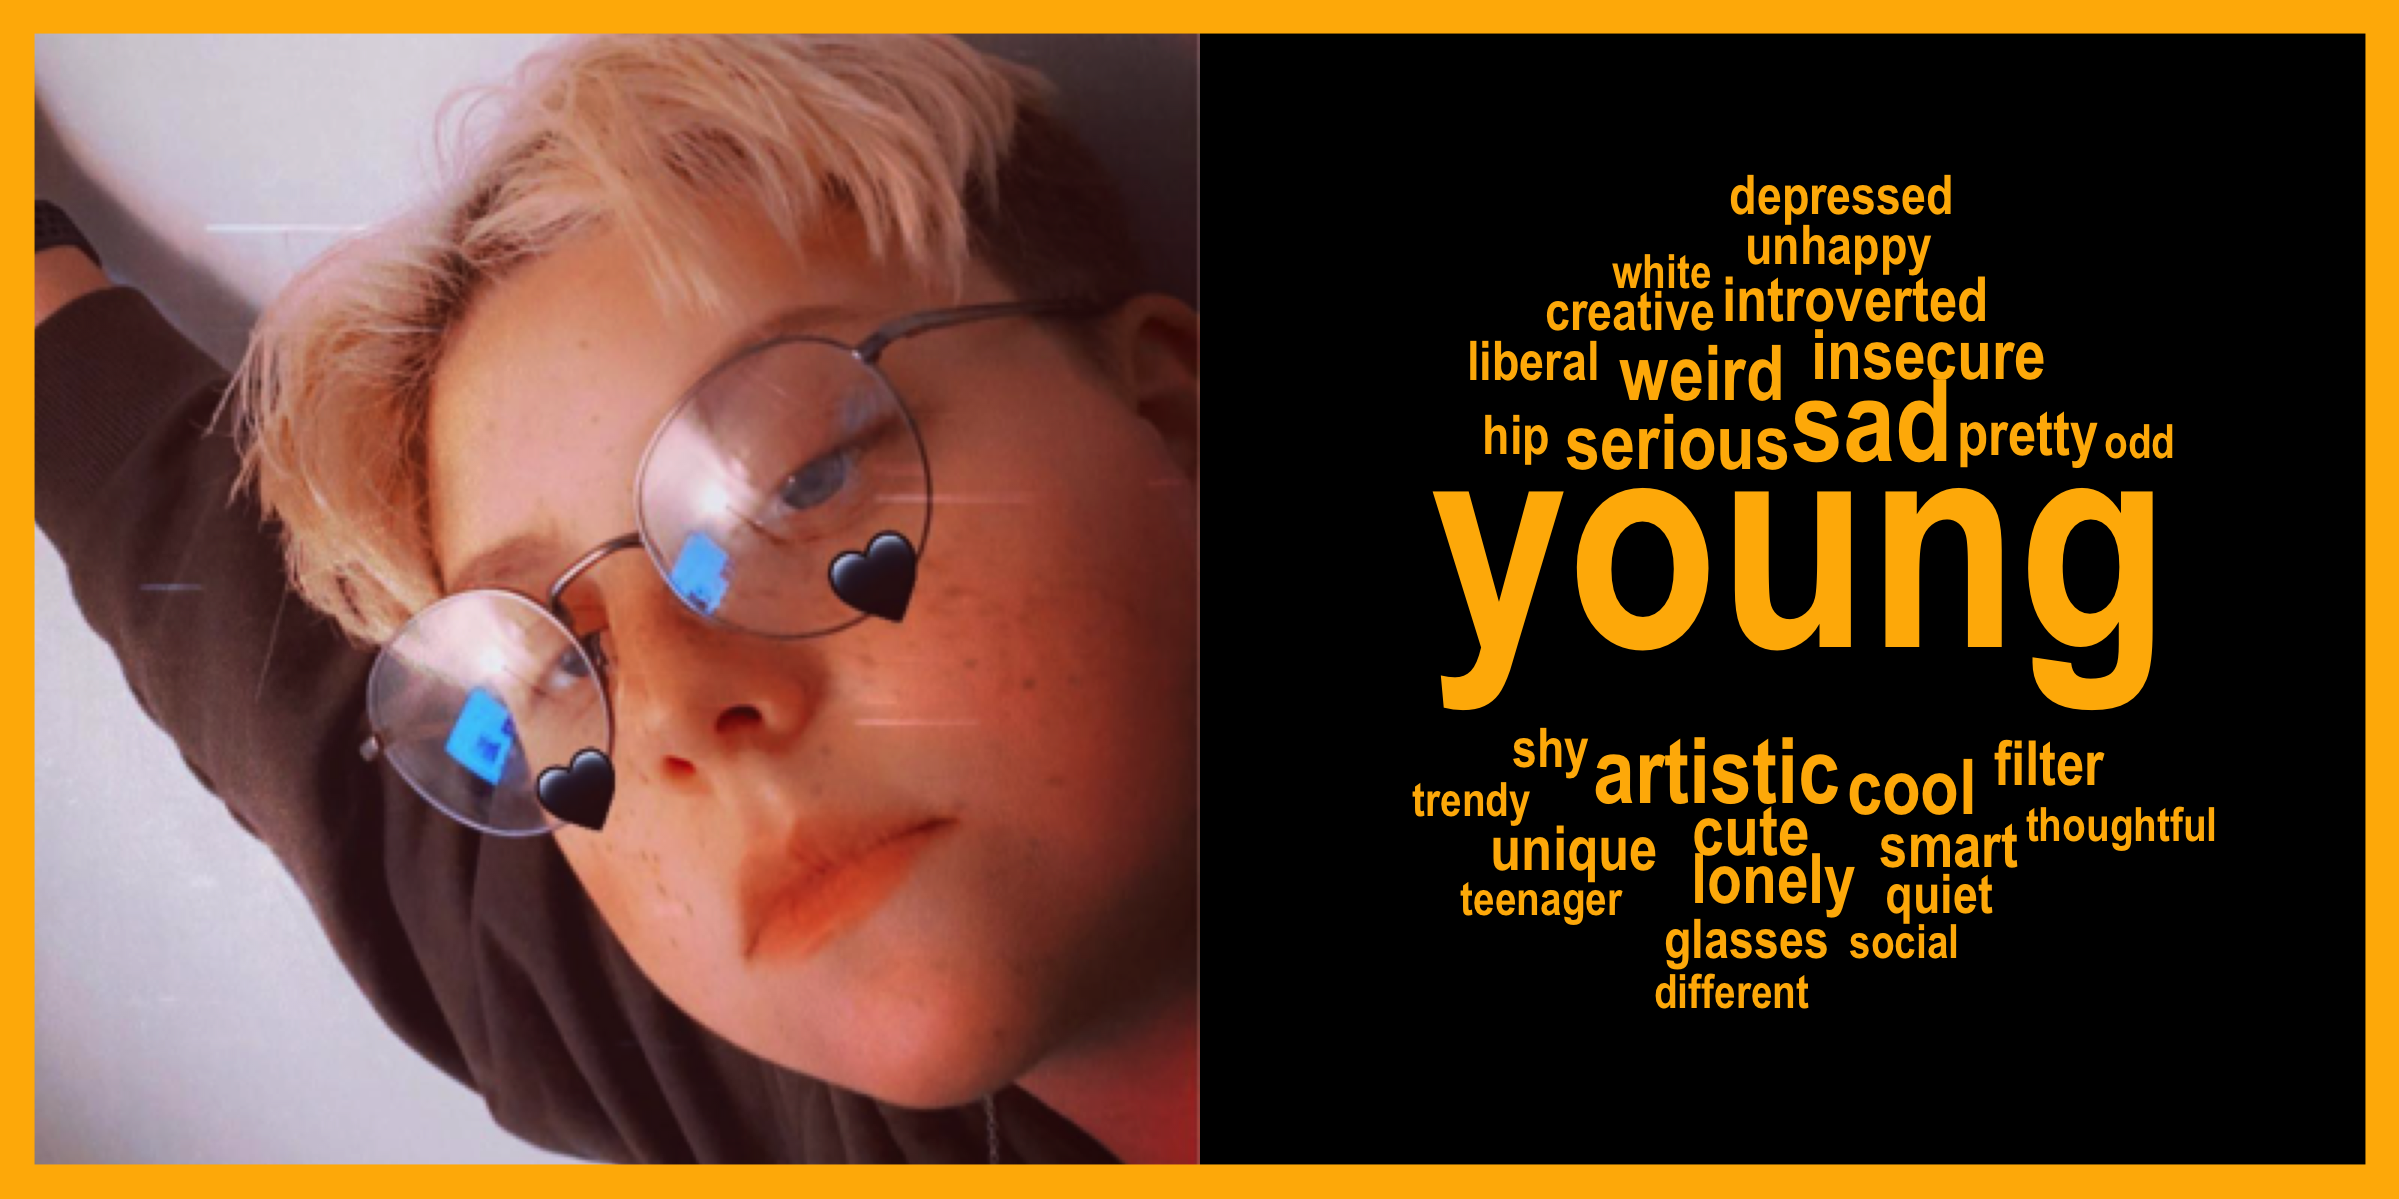 depressed
unhappy
white
creative introverted
liberal weird insecure
hip serious sad pretty odd
young
shy artistic cool filter
trendy cute smart thoughtful
unique lonely quiet
teenager
glasses social
different